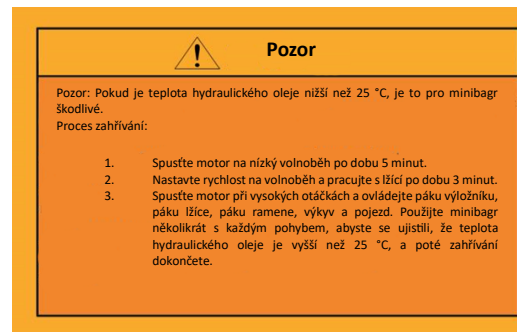 Pozor
Pozor: Pokud je teplota hydraulického oleje nižší než 25 °C, je to pro minibagr
škodlivé.
Proces zahřívání:
1. Spusťte motor na nízký volnoběh po dobu 5 minut.
2. Nastavte rychlost na volnoběh a pracujte s lžící po dobu 3 minut.
3. Spusťte motor při vysokých otáčkách a ovládejte páku výložníku,
páku lžíce, páku ramene, výkyv a pojezd. Použijte minibagr
několikrát s každým pohybem, abyste se ujistili, že teplota
hydraulického oleje je vyšší než 25 °C, a poté zahřívání
dokončete.